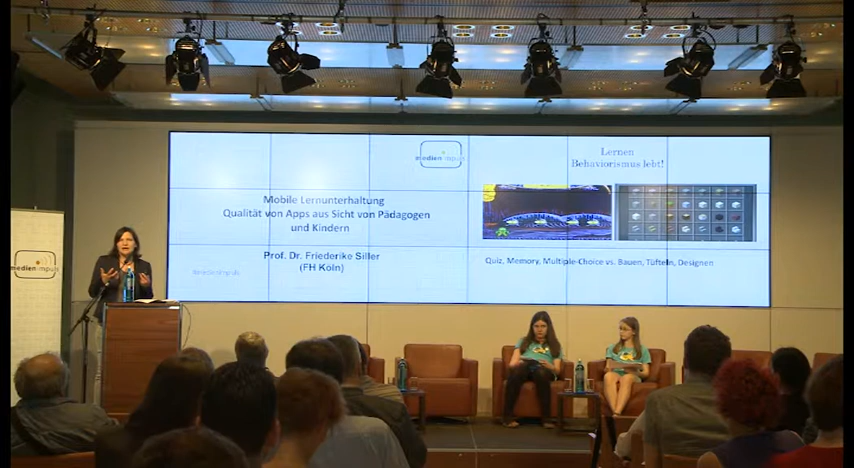 medien impuls
Mobile Lernunterhaltung
Qualität von Apps aus Sicht von Pädagogen
und Kindern
Prof. Dr. Friederike Siller
(FH Köln)
medien impuls
Lernen
Behaviorismus lebt!
Quiz, Memory, Multiple-Choice vs. Bauen, Tüfteln, Designen